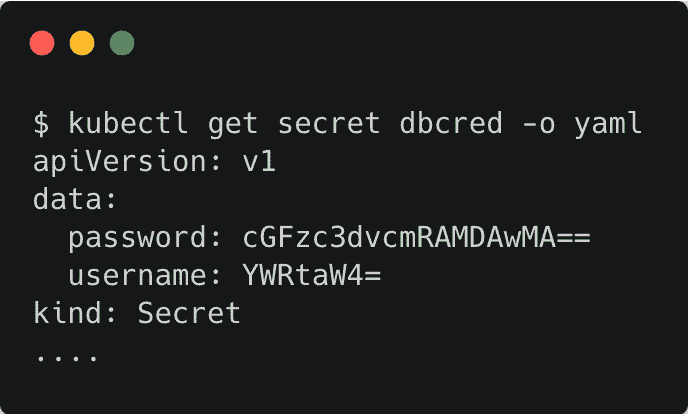 $ kubectl get secret dbcred -o yaml
apiVersion: v1
data:
  password: cGFzc3dvcmRAMDAwMA==
  username: YWRtaW4=
kind: Secret
....